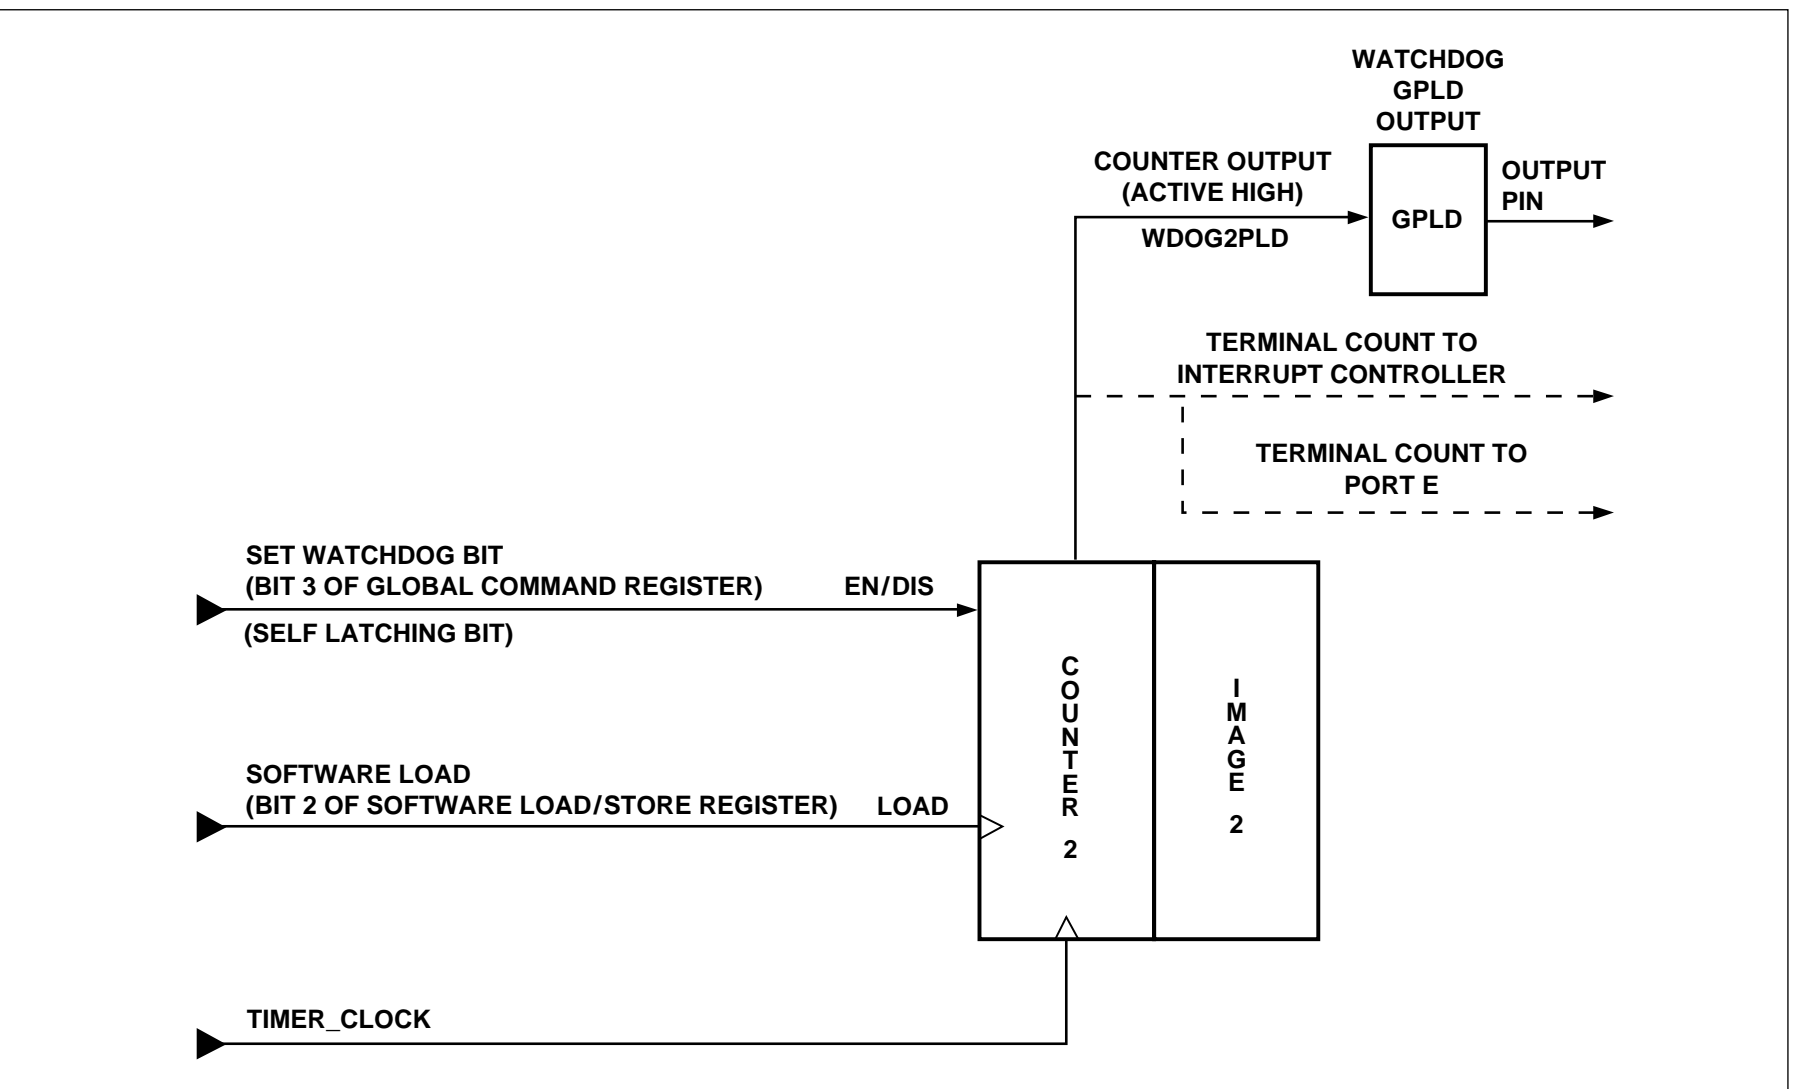 WATCHDOG
GPLD
OUTPUT
COUNTER OUTPUT
(ACTIVE HIGH)
WDOG2PLD
GPLD
OUTPUT
PIN
TERMINAL COUNT TO
INTERRUPT CONTROLLER
TERMINAL COUNT TO
PORT E
SET WATCHDOG BIT
(BIT 3 OF GLOBAL COMMAND REGISTER)
EN/DIS
(SELF LATCHING BIT)
COUNTER 2
IMAGE 2
SOFTWARE LOAD
(BIT 2 OF SOFTWARE LOAD/STORE REGISTER)
LOAD
TIMER_CLOCK